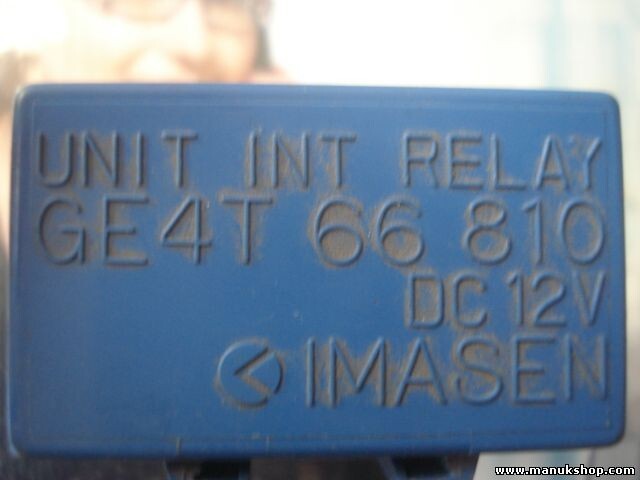 UNIT INT RELAY
GE4T 66 810
DC 12V
IMASEN
www.manukshop.com